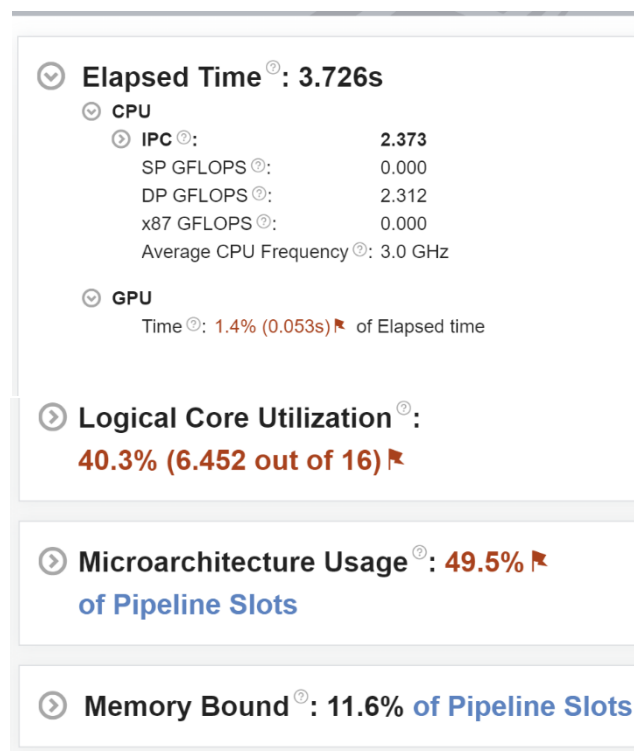 Elapsed Time ?: 3.726s
CPU
IPC ?: 2.373
SP GFLOPS ?: 0.000
DP GFLOPS ?: 2.312
x87 GFLOPS ?: 0.000
Average CPU Frequency ?: 3.0 GHz
GPU
Time ?: 1.4% (0.053s) of Elapsed time
Logical Core Utilization ?:
40.3% (6.452 out of 16)
Microarchitecture Usage ?: 49.5%
of Pipeline Slots
Memory Bound ?: 11.6% of Pipeline Slots